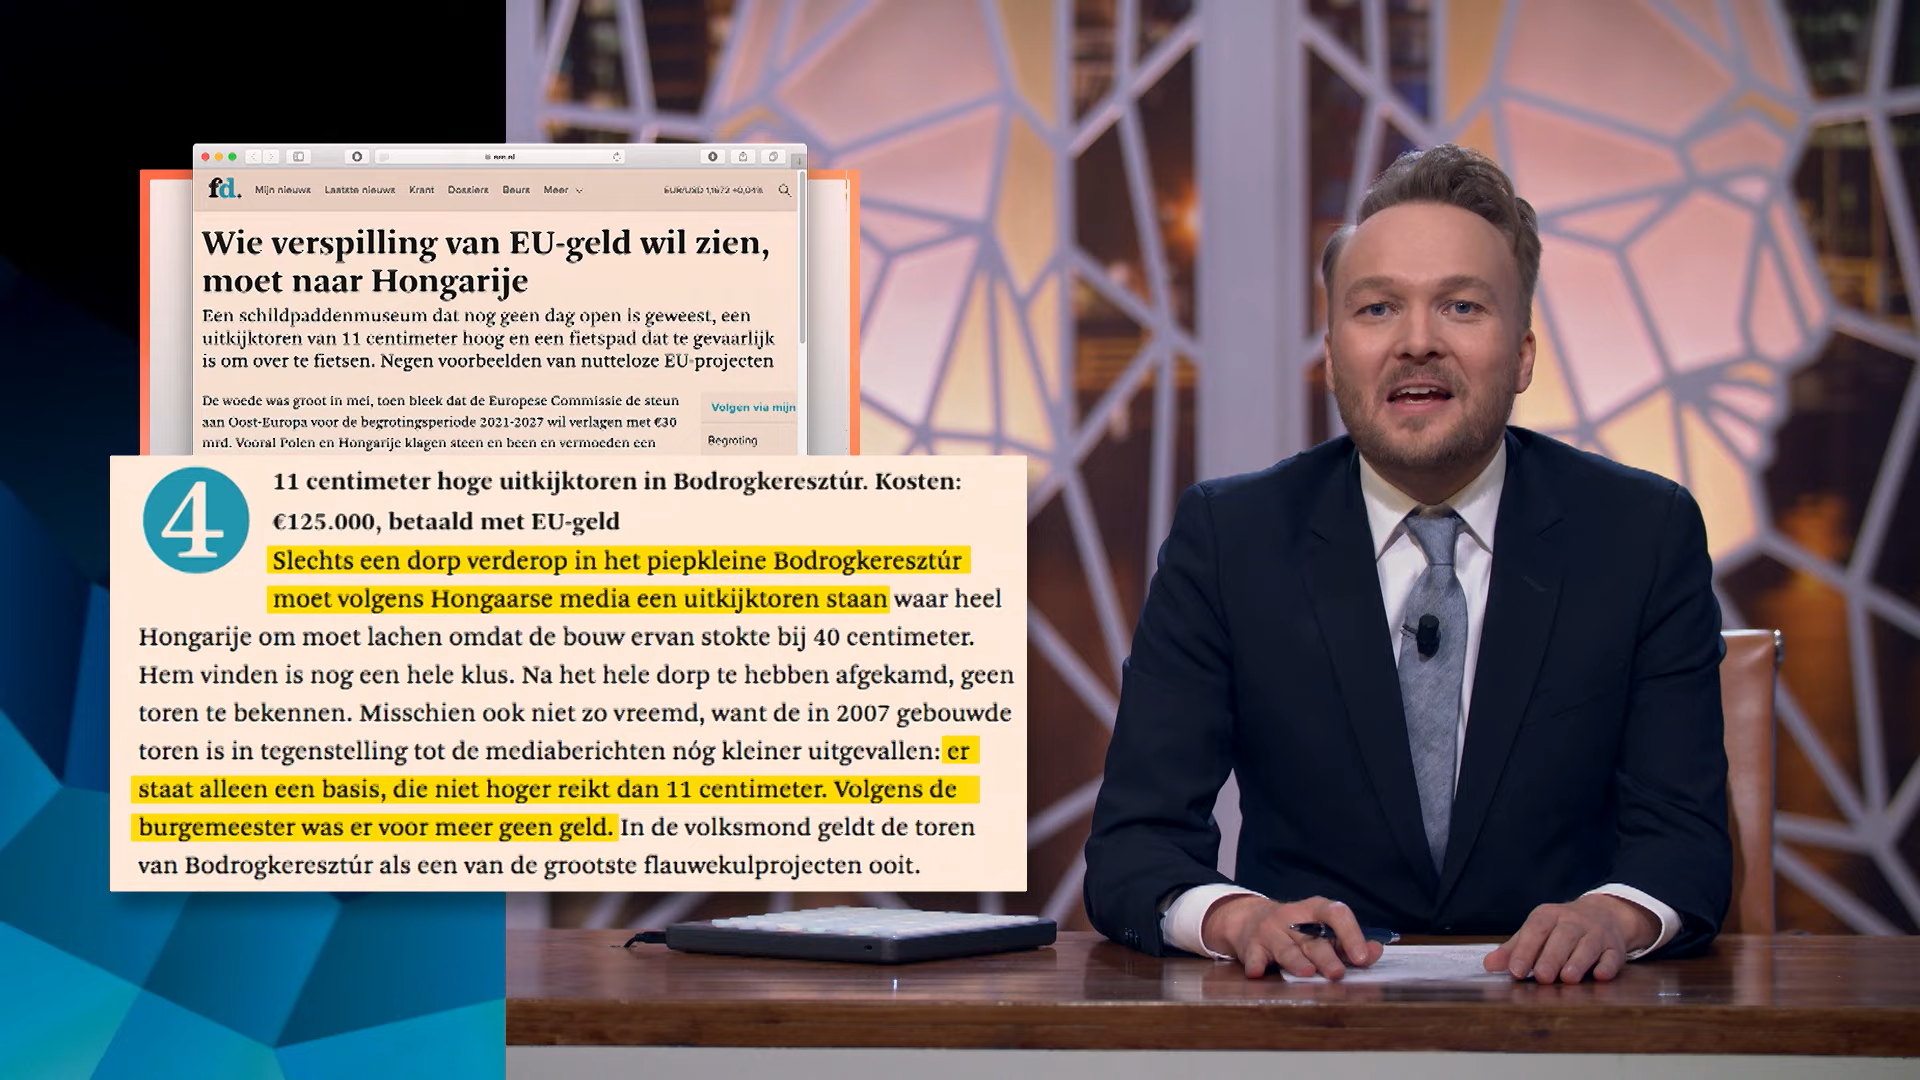 nrc.nl
fd.
Mijn nieuws Laatste nieuws Krant Dossiers Beurs Meer
EUR/USD 1,1672 +0,04%
Wie verspilling van EU-geld wil zien,
moet naar Hongarije
Een schildpaddenmuseum dat nog geen dag open is geweest, een
uitkijktoren van 11 centimeter hoog en een fietspad dat te gevaarlijk
is om over te fietsen. Negen voorbeelden van nutteloze EU-projecten
De woede was groot in mei, toen bleek dat de Europese Commissie de steun
aan Oost-Europa voor de begrotingsperiode 2021-2027 wil verlagen met €30
mrd. Vooral Polen en Hongarije klagen steen en been en vermoeden een
Volgen via mijn
Begroting
4
11 centimeter hoge uitkijktoren in Bodrogkeresztúr. Kosten:
€125.000, betaald met EU-geld
Slechts een dorp verderop in het piepkleine Bodrogkeresztúr
moet volgens Hongaarse media een uitkijktoren staan waar heel
Hongarije om moet lachen omdat de bouw ervan stokte bij 40 centimeter.
Hem vinden is nog een hele klus. Na het hele dorp te hebben afgekamd, geen
toren te bekennen. Misschien ook niet zo vreemd, want de in 2007 gebouwde
toren is in tegenstelling tot de mediaberichten nóg kleiner uitgevallen: er
staat alleen een basis, die niet hoger reikt dan 11 centimeter. Volgens de
burgemeester was er voor meer geen geld. In de volksmond geldt de toren
van Bodrogkeresztúr als een van de grootste flauwekulprojecten ooit.